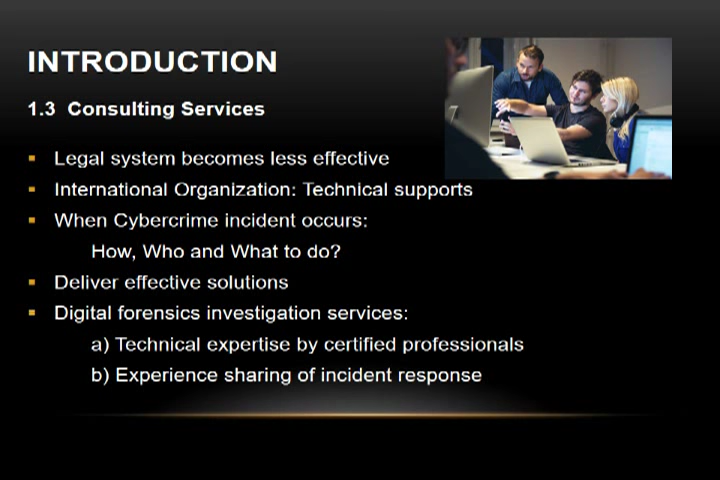 INTRODUCTION
1.3 Consulting Services
Legal system becomes less effective
International Organization: Technical supports
When Cybercrime incident occurs:
How, Who and What to do?
Deliver effective solutions
Digital forensics investigation services:
a) Technical expertise by certified professionals
b) Experience sharing of incident response